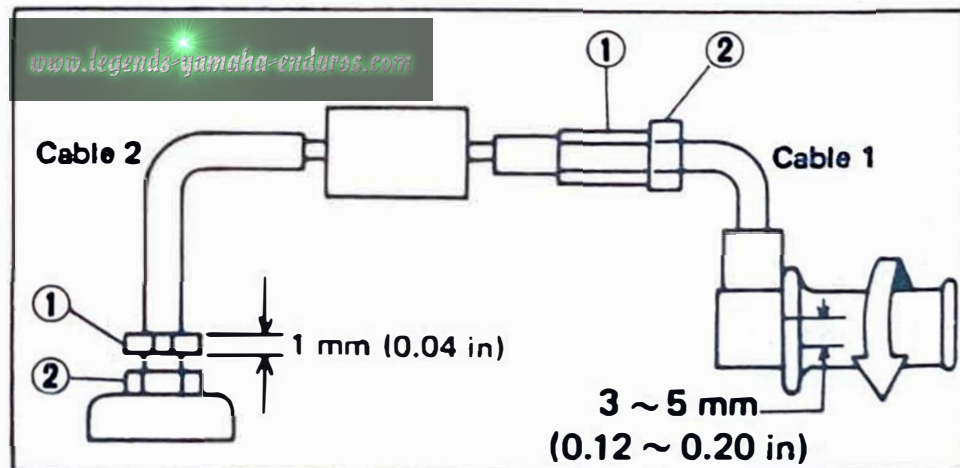 www.legends-yamaha-enduros.com
① ②
Cable 2
Cable 1
①
1 mm (0.04 in)
②
3 ~ 5 mm
(0.12 ~ 0.20 in)